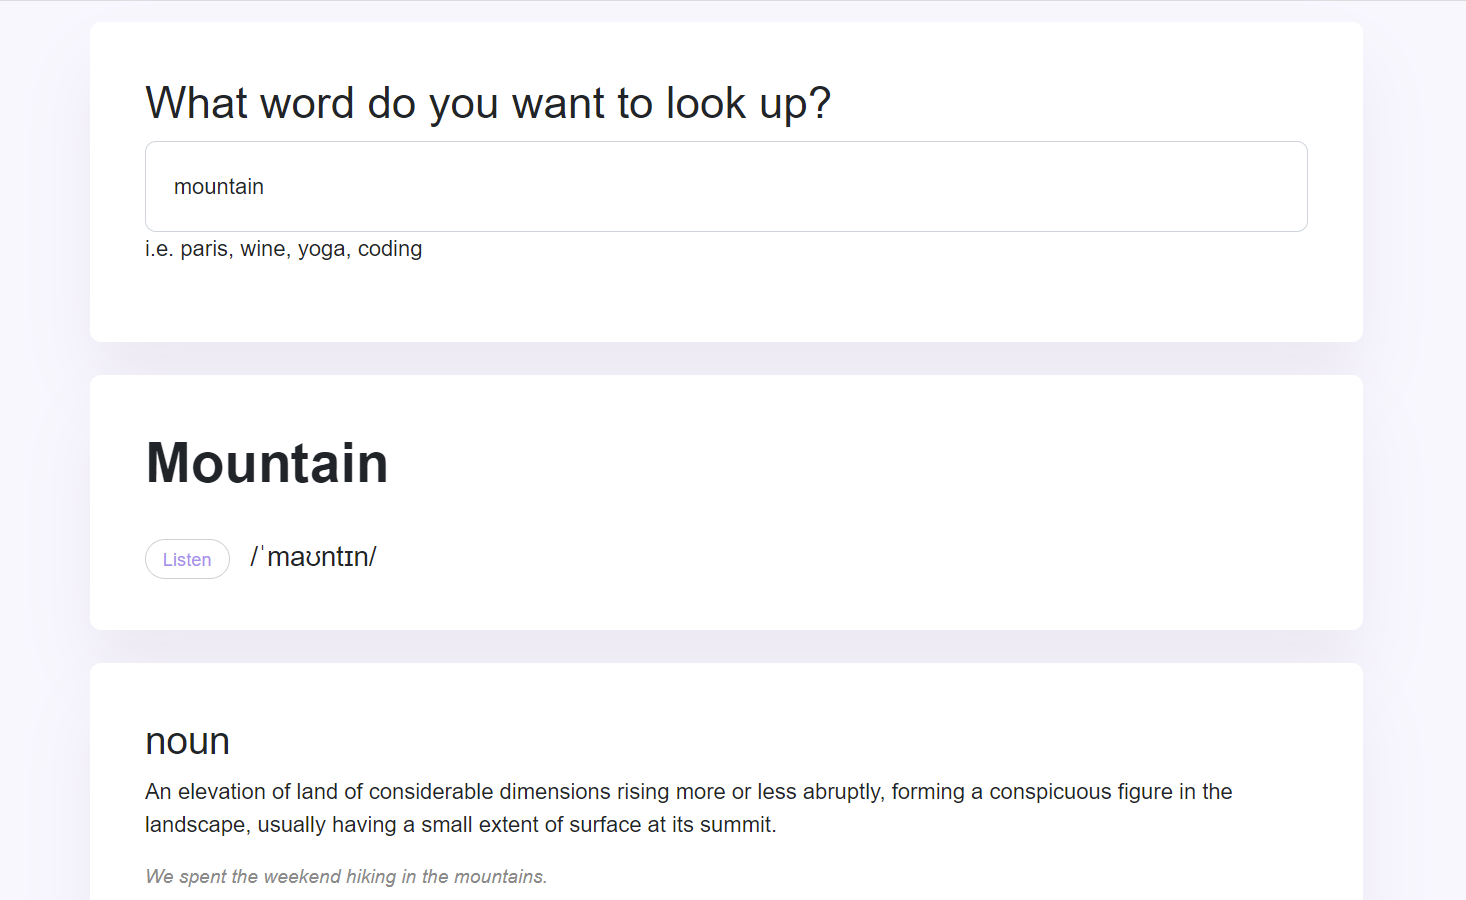 What word do you want to look up?
mountain
i.e. paris, wine, yoga, coding
Mountain
Listen /ˈmaʊntɪn/
noun
An elevation of land of considerable dimensions rising more or less abruptly, forming a conspicuous figure in the
landscape, usually having a small extent of surface at its summit.
We spent the weekend hiking in the mountains.